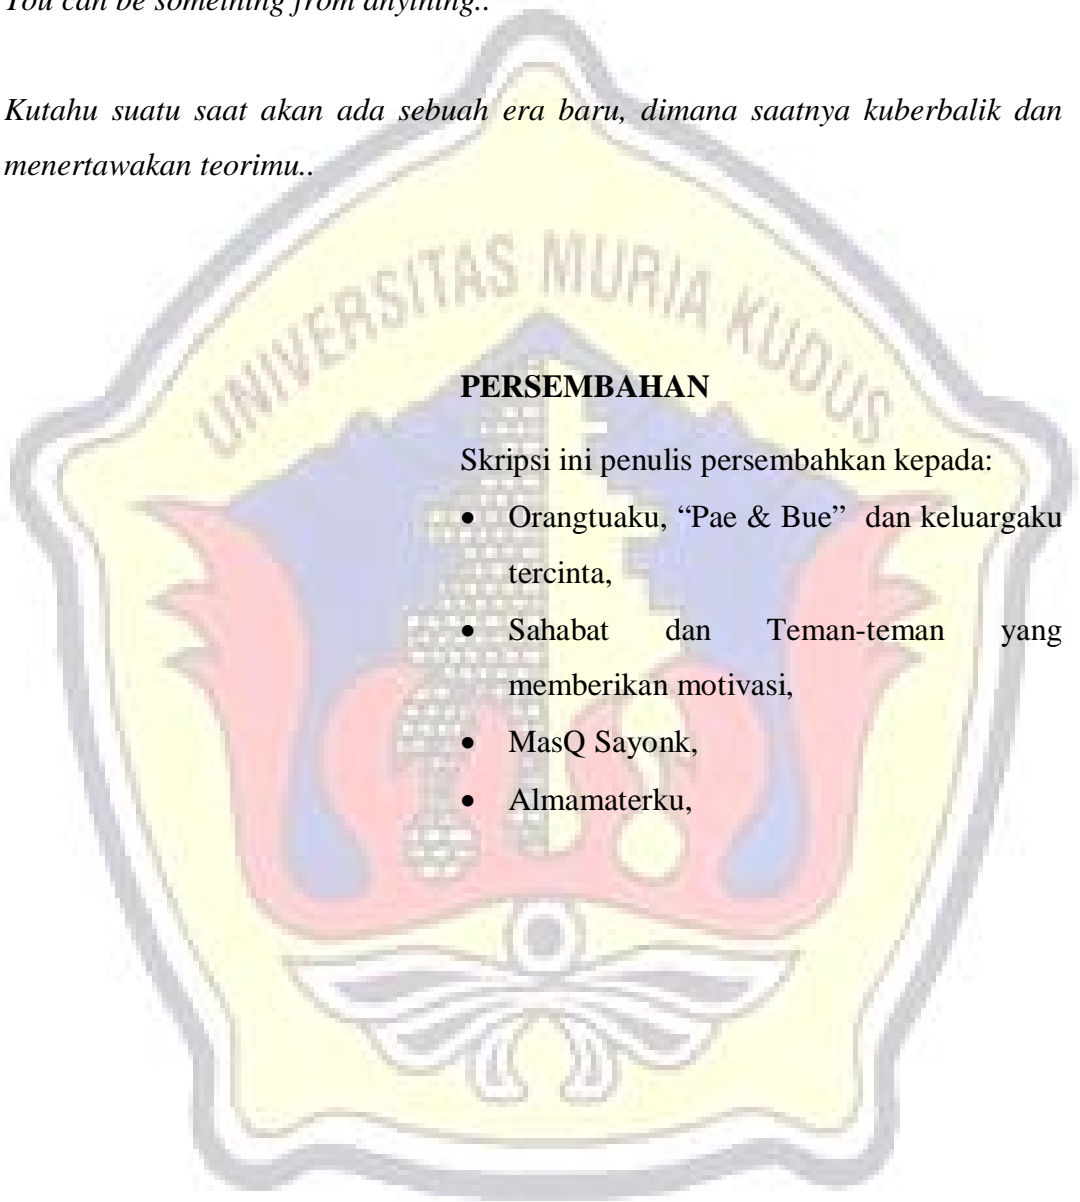 You can be something from anything..
Kutahu suatu saat akan ada sebuah era baru, dimana saatnya kuberbalik dan
menertawakan teorimu..
UNIVERSITAS MURIA KUDUS
PERSEMBAHAN
Skripsi ini penulis persembahkan kepada:
• Orangtuaku, “Pae & Bue” dan keluargaku
tercinta,
• Sahabat dan Teman-teman yang
memberikan motivasi,
• MasQ Sayonk,
• Almamaterku,